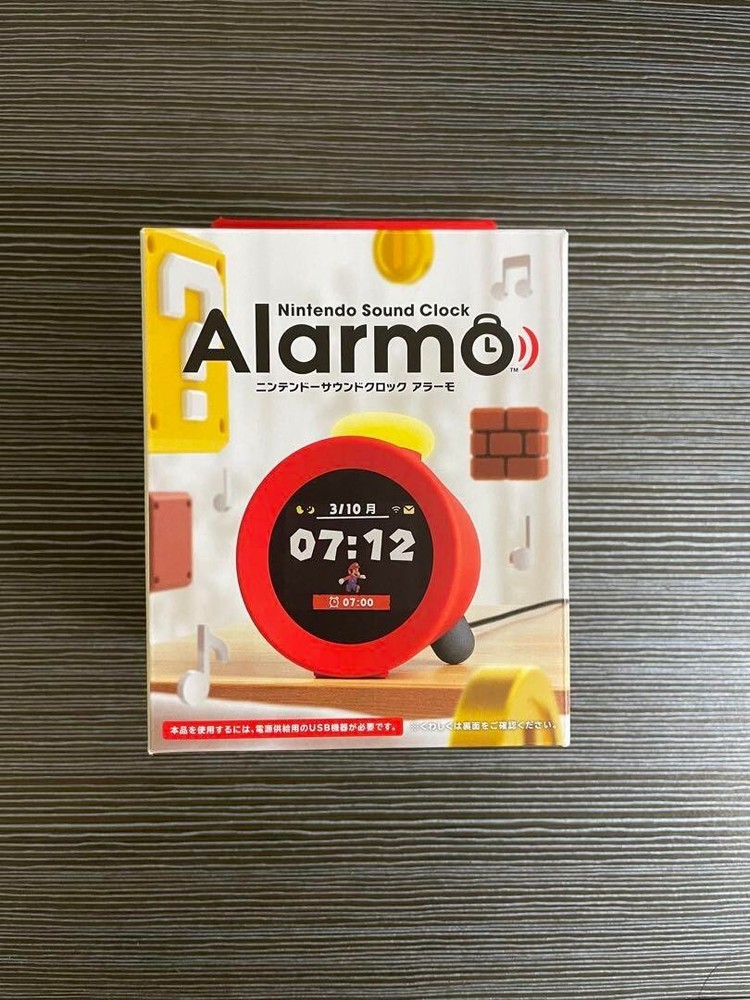 Nintendo Sound Clock
Alarmo
TM
ニンテンドーサウンドクロック アラーモ
3/10 月
07:12
07:00
本品を使用するには、電源供給用のUSB機器が必要です。 ※くわしくは裏面をご確認ください。